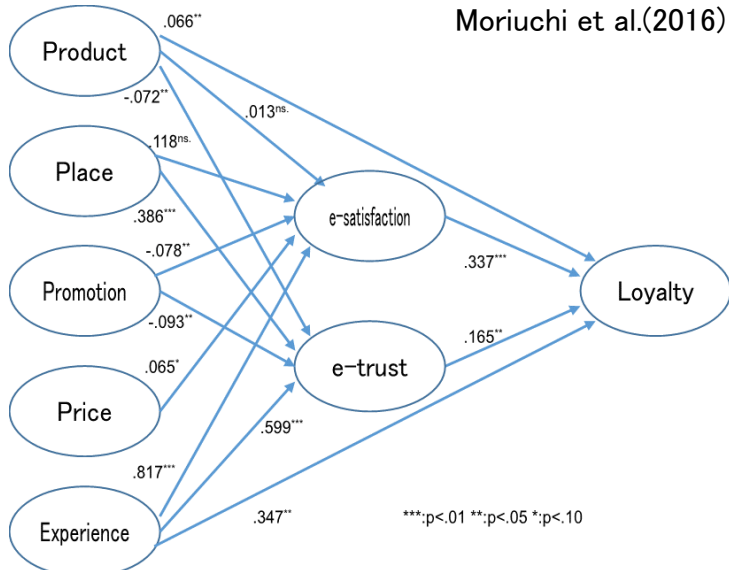 Moriuchi et al.(2016)
.066**
Product
-.072**
.013ns.
.118ns.
Place
e-satisfaction
.386***
-.078**
.337***
Promotion
Loyalty
-.093**
.165**
.065*
e-trust
Price
.599***
.817***
Experience
.347**
***:p<.01 **:p<.05 *:p<.10